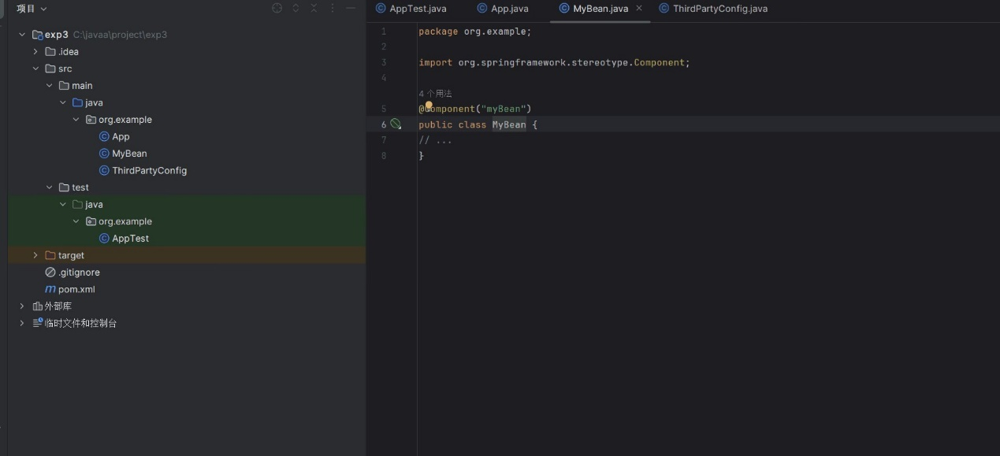 项目
exp3 C:\javaa\project\exp3
.idea
src
main
java
org.example
App
MyBean
ThirdPartyConfig
test
java
org.example
AppTest
target
.gitignore
pom.xml
外部库
临时文件和控制台
AppTest.java App.java MyBean.java ThirdPartyConfig.java
1 package org.example;
2
3 import org.springframework.stereotype.Component;
4
4 个用法
5 @Component("myBean")
6 public class MyBean {
7 // ...
8 }